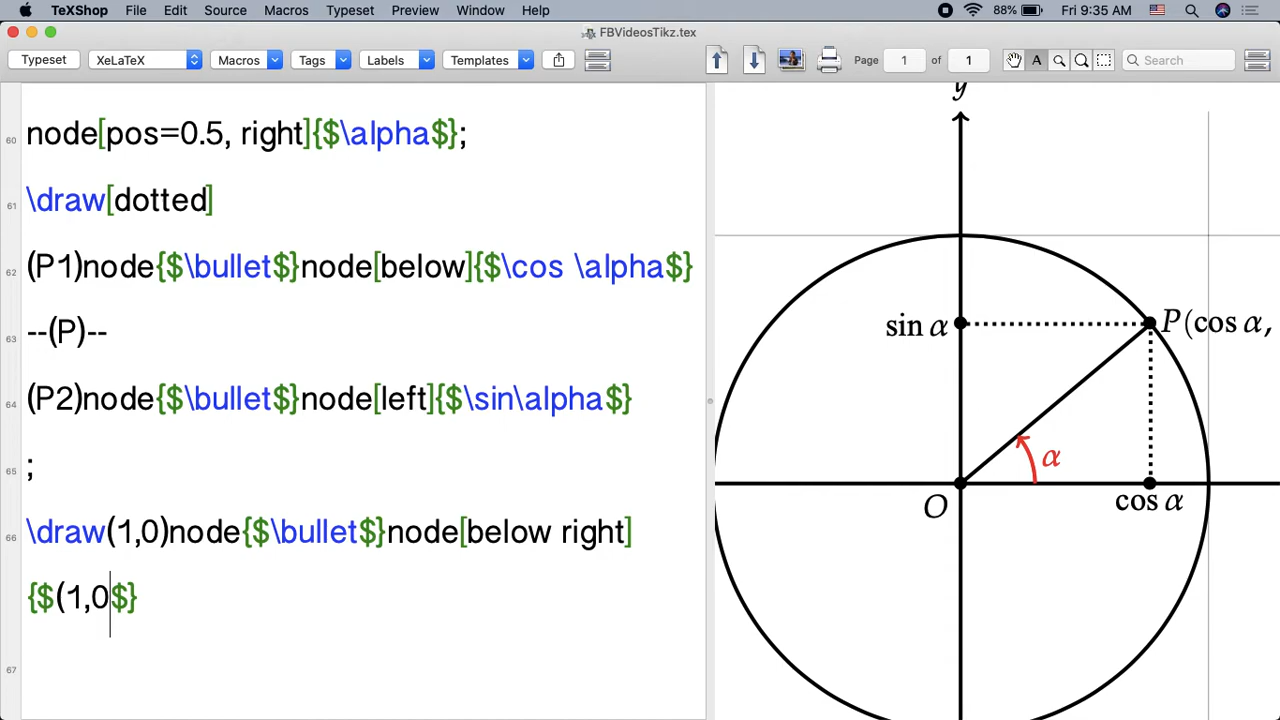 TeXShop File Edit Source Macros Typeset Preview Window Help 88% Fri 9:35 AM
FBVideosTikz.tex
Typeset XeLaTeX Macros Tags Labels Templates Page 1 of 1 A Search
60 node[pos=0.5, right]{$\alpha$};
61 \draw[dotted]
62 (P1)node{$\bullet$}node[below]{$\cos \alpha$}
63 --(P)--
64 (P2)node{$\bullet$}node[left]{$\sin\alpha$}
65 ;
66 \draw(1,0)node{$\bullet$}node[below right]
{$(1,0$}
67
y
sin α
P(cos α,
α
O
cos α